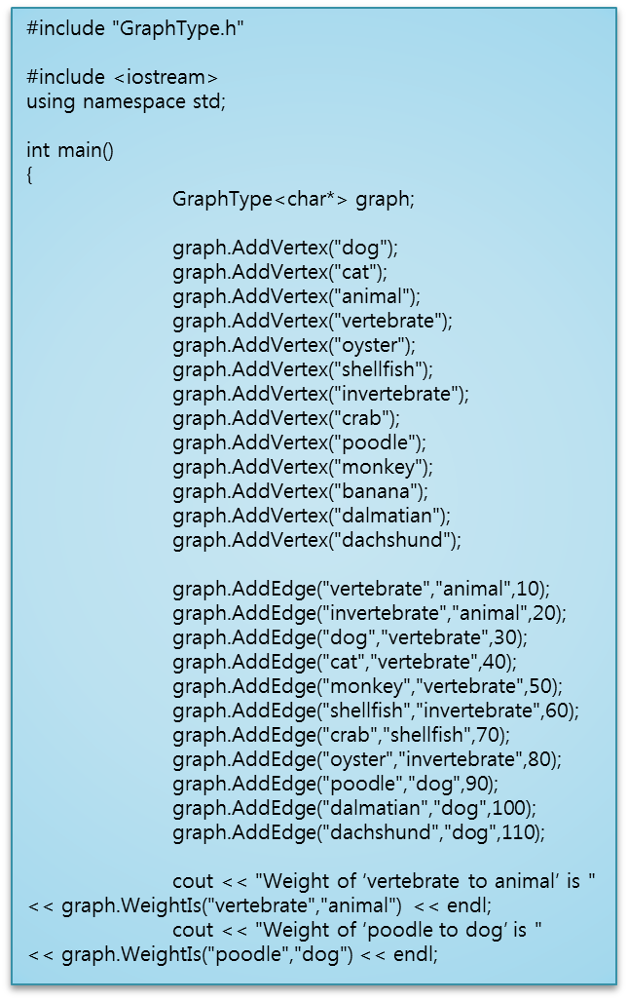 #include "GraphType.h"
#include <iostream>
using namespace std;
int main()
{
GraphType<char*> graph;
graph.AddVertex("dog");
graph.AddVertex("cat");
graph.AddVertex("animal");
graph.AddVertex("vertebrate");
graph.AddVertex("oyster");
graph.AddVertex("shellfish");
graph.AddVertex("invertebrate");
graph.AddVertex("crab");
graph.AddVertex("poodle");
graph.AddVertex("monkey");
graph.AddVertex("banana");
graph.AddVertex("dalmatian");
graph.AddVertex("dachshund");
graph.AddEdge("vertebrate","animal",10);
graph.AddEdge("invertebrate","animal",20);
graph.AddEdge("dog","vertebrate",30);
graph.AddEdge("cat","vertebrate",40);
graph.AddEdge("monkey","vertebrate",50);
graph.AddEdge("shellfish","invertebrate",60);
graph.AddEdge("crab","shellfish",70);
graph.AddEdge("oyster","invertebrate",80);
graph.AddEdge("poodle","dog",90);
graph.AddEdge("dalmatian","dog",100);
graph.AddEdge("dachshund","dog",110);
cout << "Weight of ‘vertebrate to animal’ is "
<< graph.WeightIs("vertebrate","animal") << endl;
cout << "Weight of ‘poodle to dog’ is "
<< graph.WeightIs("poodle","dog") << endl;